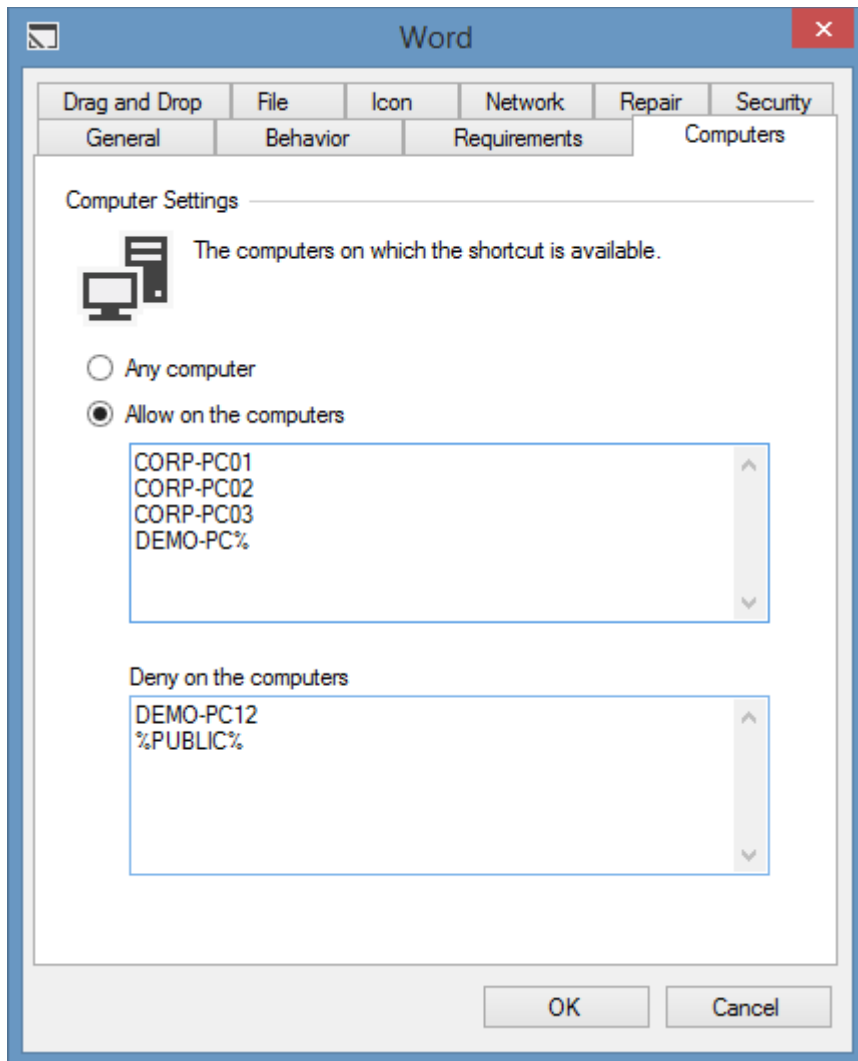 Word
Drag and Drop File Icon Network Repair Security
General Behavior Requirements Computers
Computer Settings
The computers on which the shortcut is available.
Any computer
Allow on the computers
CORP-PC01
CORP-PC02
CORP-PC03
DEMO-PC%
Deny on the computers
DEMO-PC12
%PUBLIC%
OK Cancel